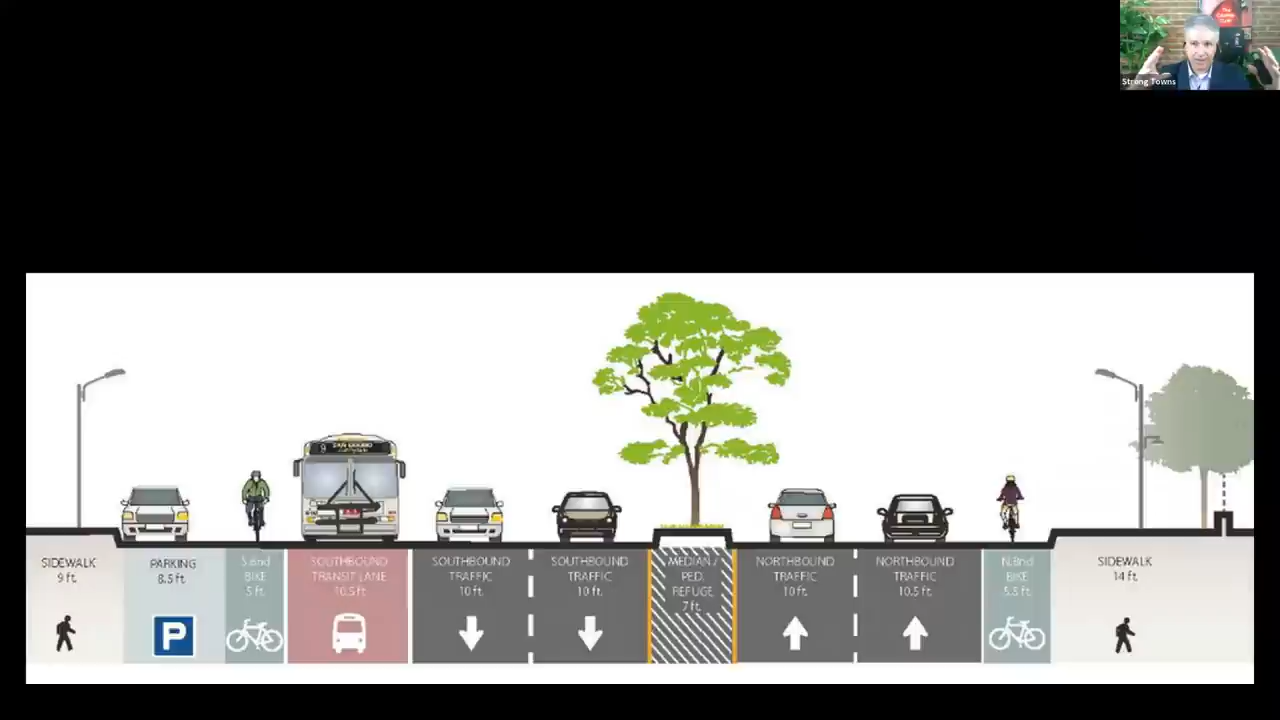 Strong Towns
9
SIDEWALK
9 ft.
PARKING
8.5 ft.
P
S.Bnd
BIKE
5 ft.
SOUTHBOUND
TRANSIT LANE
10.5 ft.
SOUTHBOUND
TRAFFIC
10 ft.
SOUTHBOUND
TRAFFIC
10 ft.
MEDIAN /
PED.
REFUGE
7 ft.
NORTHBOUND
TRAFFIC
10 ft.
NORTHBOUND
TRAFFIC
10.5 ft.
N.Bnd
BIKE
5.5 ft.
SIDEWALK
14 ft.